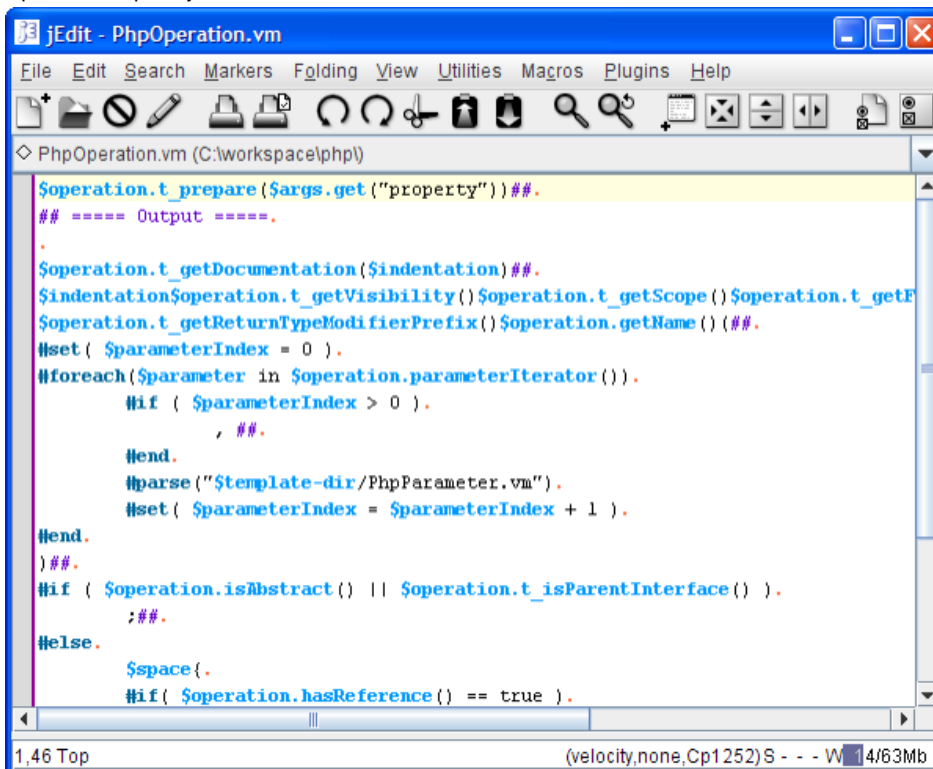 jEdit - PhpOperation.vm
File Edit Search Markers Folding View Utilities Macros Plugins Help
PhpOperation.vm (C:\workspace\php\)
$operation.t_prepare($args.get("property"))##.
## ===== Output =====.
.
$operation.t_getDocumentation($indentation)##.
$indentation$operation.t_getVisibility()$operation.t_getScope()$operation.t_getF
$operation.t_getReturnTypeModifierPrefix()$operation.getName()(##.
#set( $parameterIndex = 0 ).
#foreach($parameter in $operation.parameterIterator()).
#if ( $parameterIndex > 0 ).
, ##.
#end.
#parse("$template-dir/PhpParameter.vm").
#set( $parameterIndex = $parameterIndex + 1 ).
#end.
)##.
#if ( $operation.isAbstract() || $operation.t_isParentInterface() ).
;##.
#else.
$space{.
#if( $operation.hasReference() == true ).
1,46 Top (velocity,none,Cp1252)S - - - W 14/63Mb